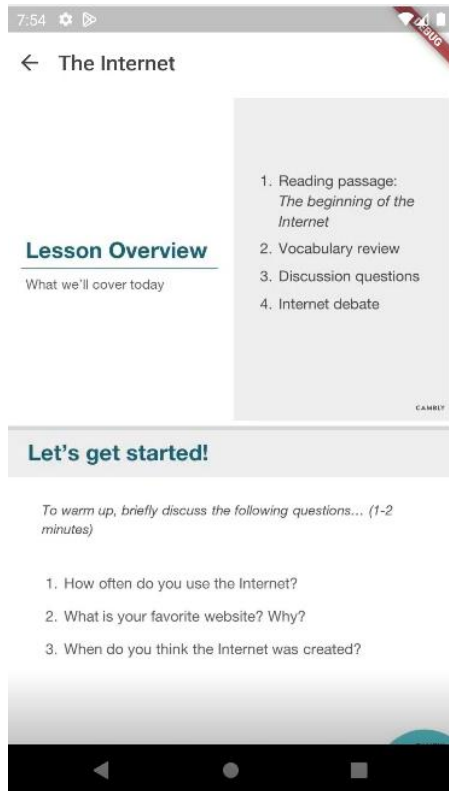 7:54
DEBUG
The Internet
Lesson Overview
What we'll cover today
1. Reading passage:
The beginning of the
Internet
2. Vocabulary review
3. Discussion questions
4. Internet debate
CAMBLY
Let's get started!
To warm up, briefly discuss the following questions... (1-2
minutes)
1. How often do you use the Internet?
2. What is your favorite website? Why?
3. When do you think the Internet was created?